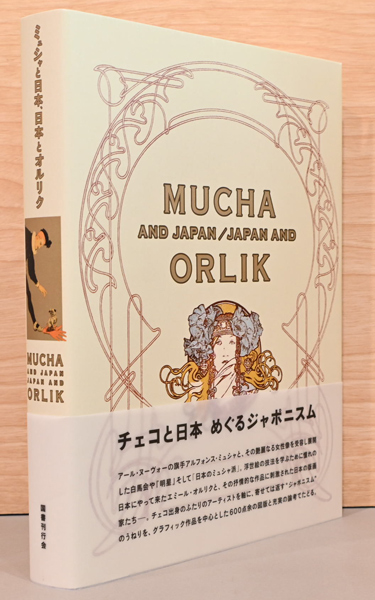 ミュシャと日本、日本とオルリク
MUCHA
AND JAPAN
JAPAN AND
ORLIK
国書刊行会
MUCHA
AND JAPAN/JAPAN AND
ORLIK
チェコと日本 めぐるジャポニスム
アール・ヌーヴォーの旗手アルフォンス・ミュシャと、その艶麗なる女性像を受容し展開
した白馬会や「明星」そして「日本のミュシャ派」。浮世絵の技法を学ぶために憧れの
日本にやって来たエミール・オルリクと、その抒情的な作品に刺激された日本の版画
家たち―。チェコ出身のふたりのアーティストを軸に、寄せては返す“ジャポニスム”
のうねりを、グラフィック作品を中心とした600点余の図版と充実の論考でたどる。